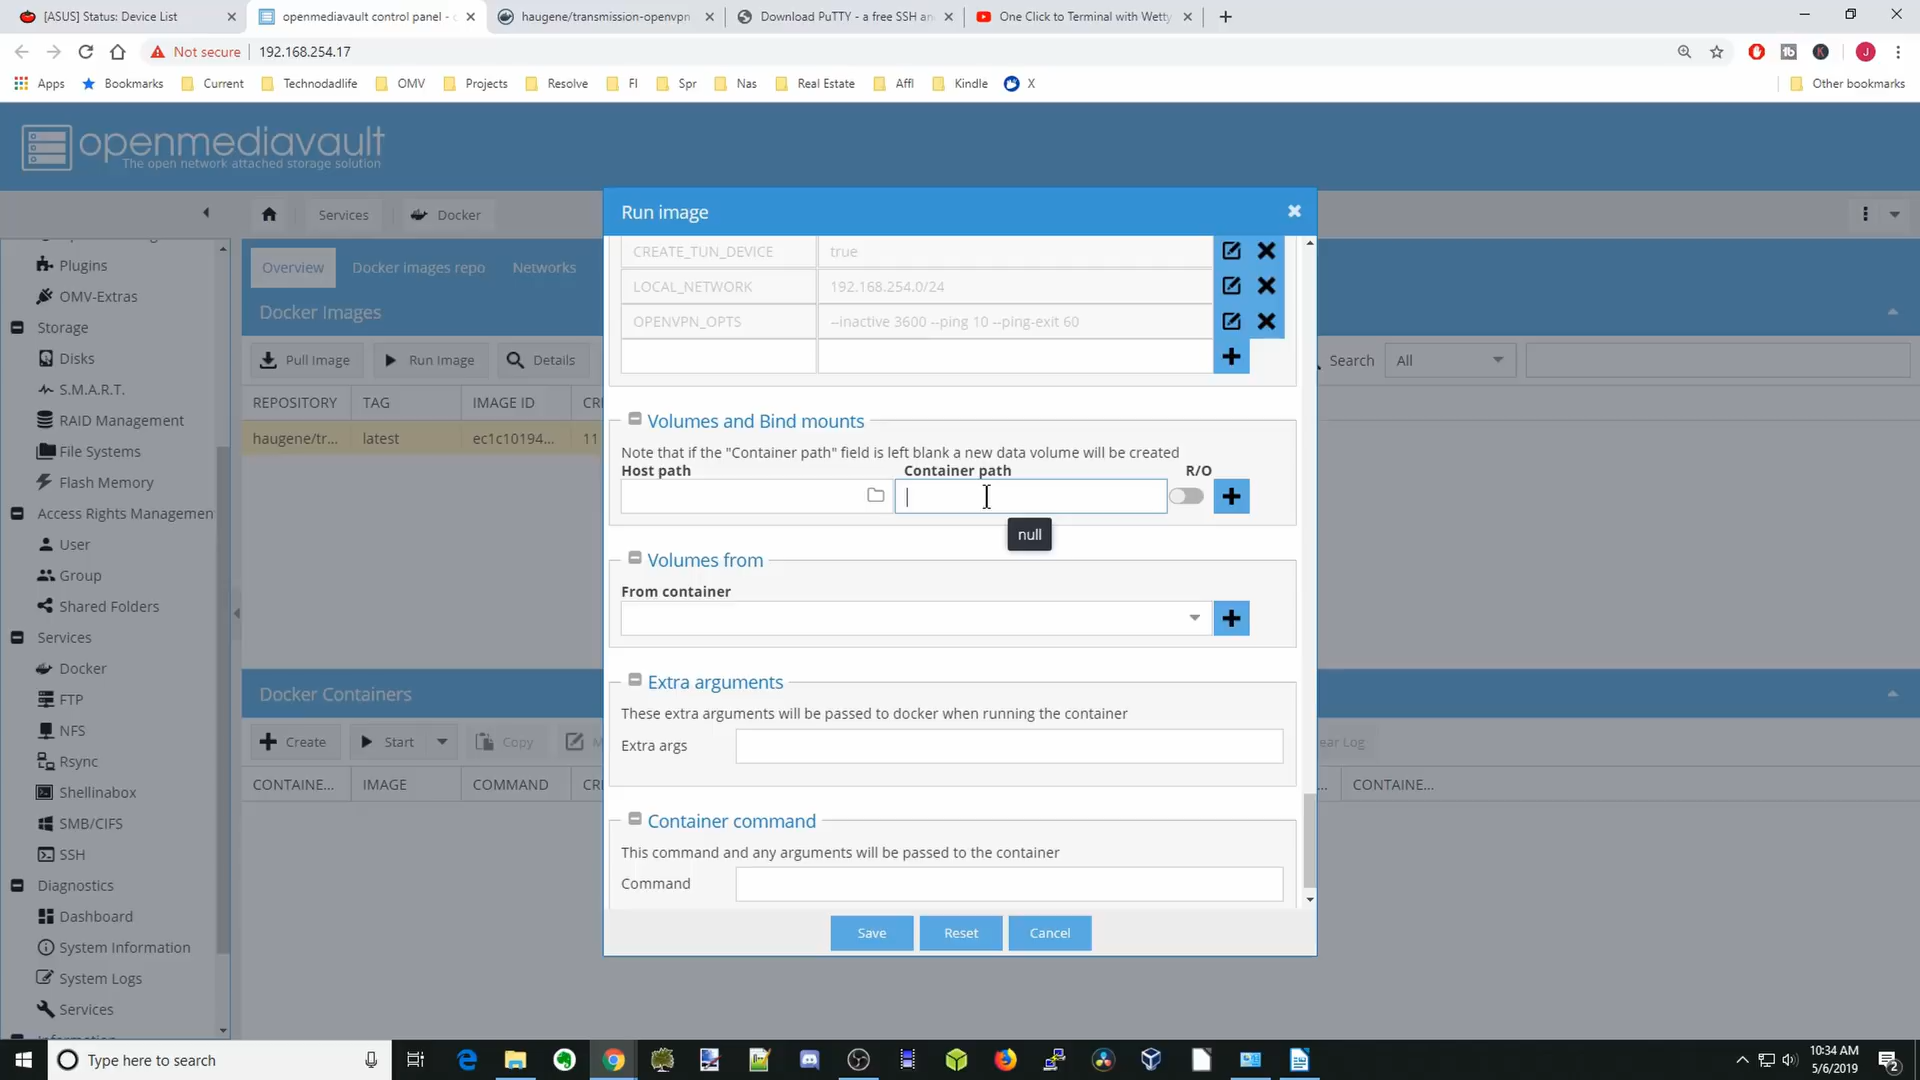 [ASUS] Status: Device List
openmediavault control panel - c
haugene/transmission-openvpn
Download PuTTY - a free SSH an
One Click to Terminal with Wetty
Not secure
192.168.254.17
Apps
Bookmarks
Current
Technodadlife
OMV
Projects
Resolve
FI
Spr
Nas
Real Estate
Affl
Kindle
X
Other bookmarks
openmediavault
The open network attached storage solution
Services
Docker
Plugins
OMV-Extras
Storage
Disks
S.M.A.R.T.
RAID Management
File Systems
Flash Memory
Access Rights Managemen
User
Group
Shared Folders
Services
Docker
FTP
NFS
Rsync
Shellinabox
SMB/CIFS
SSH
Diagnostics
Dashboard
System Information
System Logs
Services
Overview
Docker images repo
Networks
Docker Images
Pull Image
Run Image
Details
Search
All
REPOSITORY
TAG
IMAGE ID
haugene/tr...
latest
ec1c10194...
11
Docker Containers
Create
Start
Copy
ear Log
CONTAINE...
IMAGE
COMMAND
CONTAINE...
Run image
CREATE_TUN_DEVICE
true
LOCAL_NETWORK
192.168.254.0/24
OPENVPN_OPTS
--inactive 3600 --ping 10 --ping-exit 60
Volumes and Bind mounts
Note that if the "Container path" field is left blank a new data volume will be created
Host path
Container path
R/O
null
Volumes from
From container
Extra arguments
These extra arguments will be passed to docker when running the container
Extra args
Container command
This command and any arguments will be passed to the container
Command
Save
Reset
Cancel
Type here to search
10:34 AM
5/6/2019
2